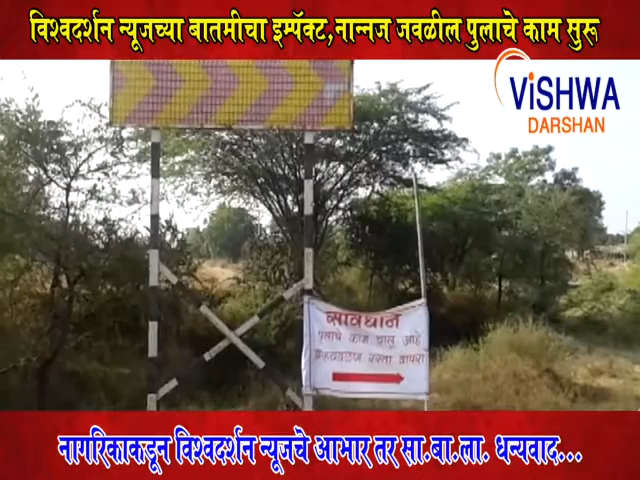 विश्वदर्शन न्यूजच्या बातमीचा इम्पॅक्ट,नान्नज जवळील पुलाचे काम सुरू
ViSHWA
DARSHAN
सावधान
पुलाचे काम चालू आहे
रस्ता वापरा
नागरिकाकडून विश्वदर्शन न्यूजचे आभार तर सा.बा.ला. धन्यवाद...